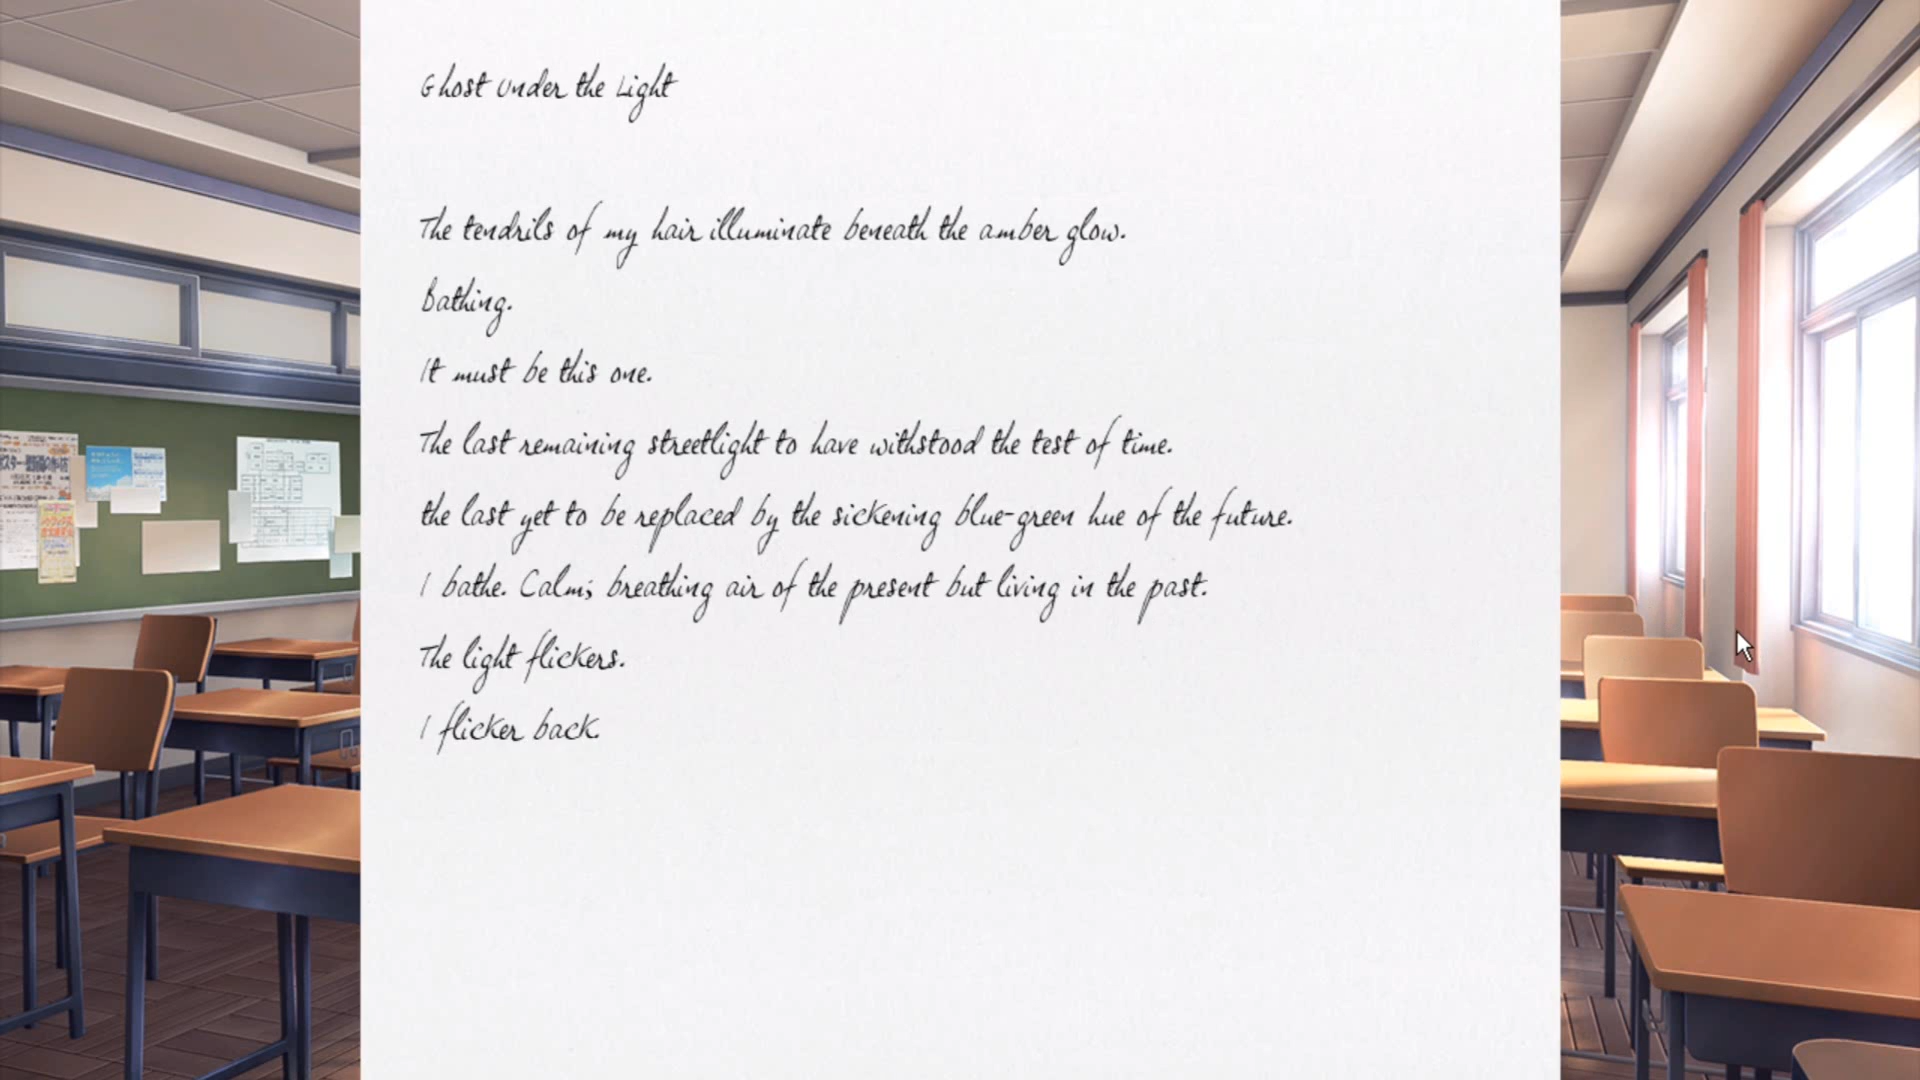 Ghost Under the Light
The tendrils of my hair illuminate beneath the amber glow.
Bathing.
It must be this one.
The last remaining streetlight to have withstood the test of time.
the last yet to be replaced by the sickening blue-green hue of the future.
I bathe. Calm; breathing air of the present but living in the past.
The light flickers.
I flicker back.